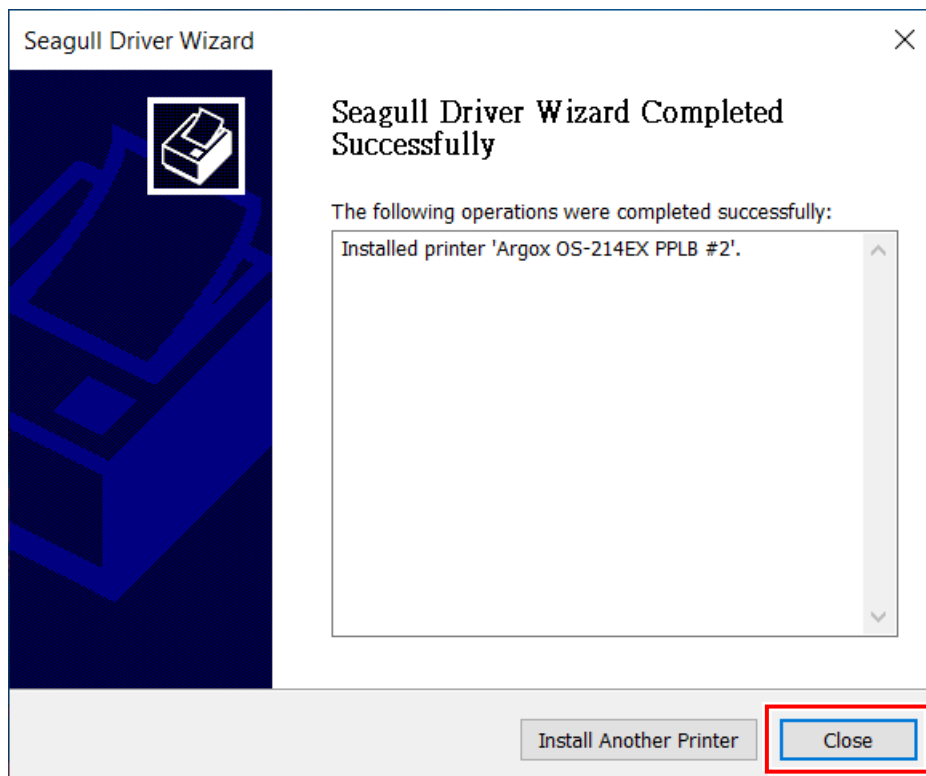 Seagull Driver Wizard
Seagull Driver Wizard Completed
Successfully
The following operations were completed successfully:
Installed printer 'Argox OS-214EX PPLB #2'.
Install Another Printer
Close